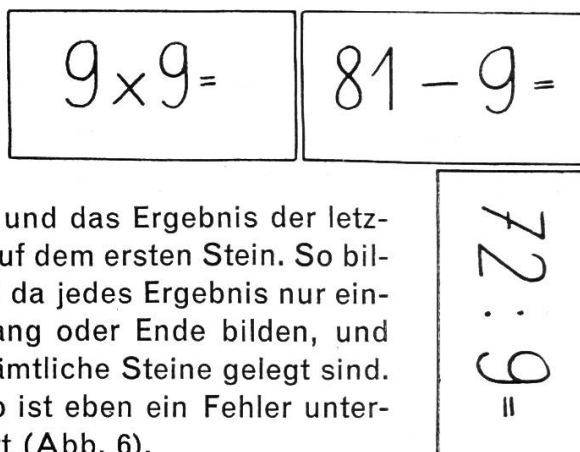 9×9=
81−9=
72:9=
und das Ergebnis der letz-
uf dem ersten Stein. So bil-
da jedes Ergebnis nur ein-
ang oder Ende bilden, und
imtliche Steine gelegt sind.
ist eben ein Fehler unter-
(Abb. 6).